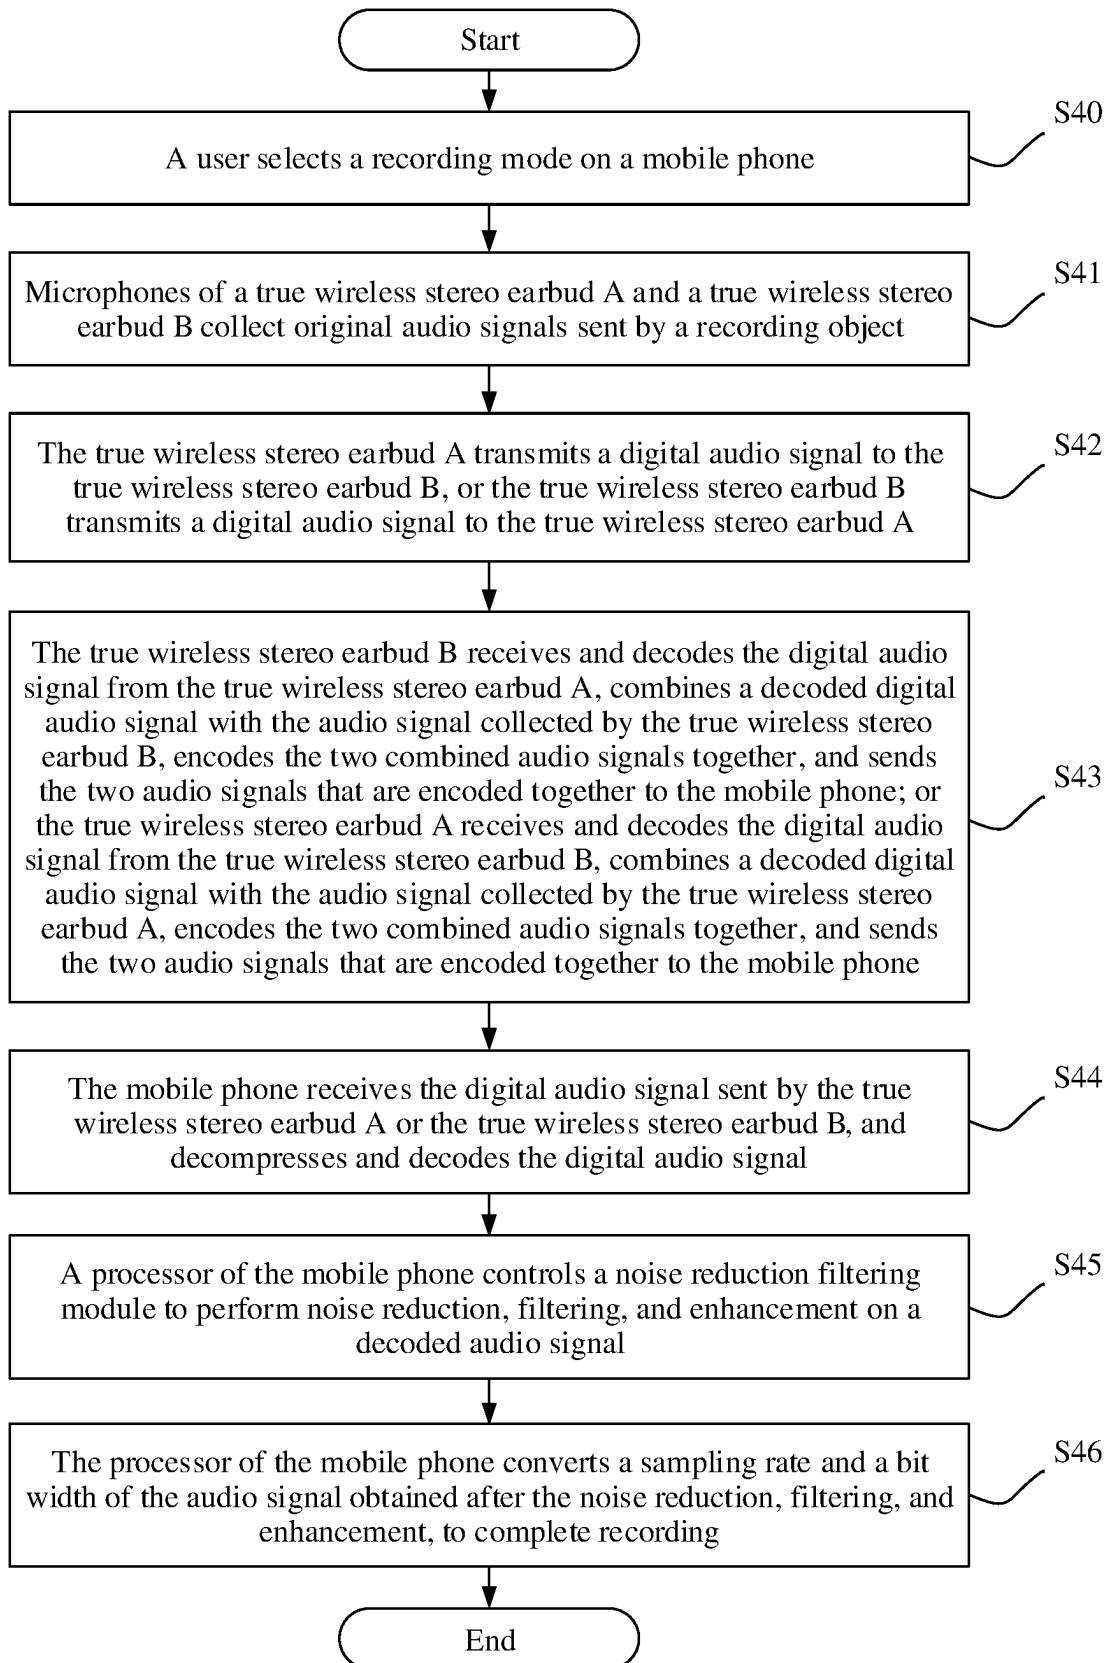 Start
S40
A user selects a recording mode on a mobile phone
S41
Microphones of a true wireless stereo earbud A and a true wireless stereo
earbud B collect original audio signals sent by a recording object
S42
The true wireless stereo earbud A transmits a digital audio signal to the
true wireless stereo earbud B, or the true wireless stereo earbud B
transmits a digital audio signal to the true wireless stereo earbud A
S43
The true wireless stereo earbud B receives and decodes the digital audio
signal from the true wireless stereo earbud A, combines a decoded digital
audio signal with the audio signal collected by the true wireless stereo
earbud B, encodes the two combined audio signals together, and sends
the two audio signals that are encoded together to the mobile phone; or
the true wireless stereo earbud A receives and decodes the digital audio
signal from the true wireless stereo earbud B, combines a decoded digital
audio signal with the audio signal collected by the true wireless stereo
earbud A, encodes the two combined audio signals together, and sends
the two audio signals that are encoded together to the mobile phone
S44
The mobile phone receives the digital audio signal sent by the true
wireless stereo earbud A or the true wireless stereo earbud B, and
decompresses and decodes the digital audio signal
S45
A processor of the mobile phone controls a noise reduction filtering
module to perform noise reduction, filtering, and enhancement on a
decoded audio signal
S46
The processor of the mobile phone converts a sampling rate and a bit
width of the audio signal obtained after the noise reduction, filtering, and
enhancement, to complete recording
End